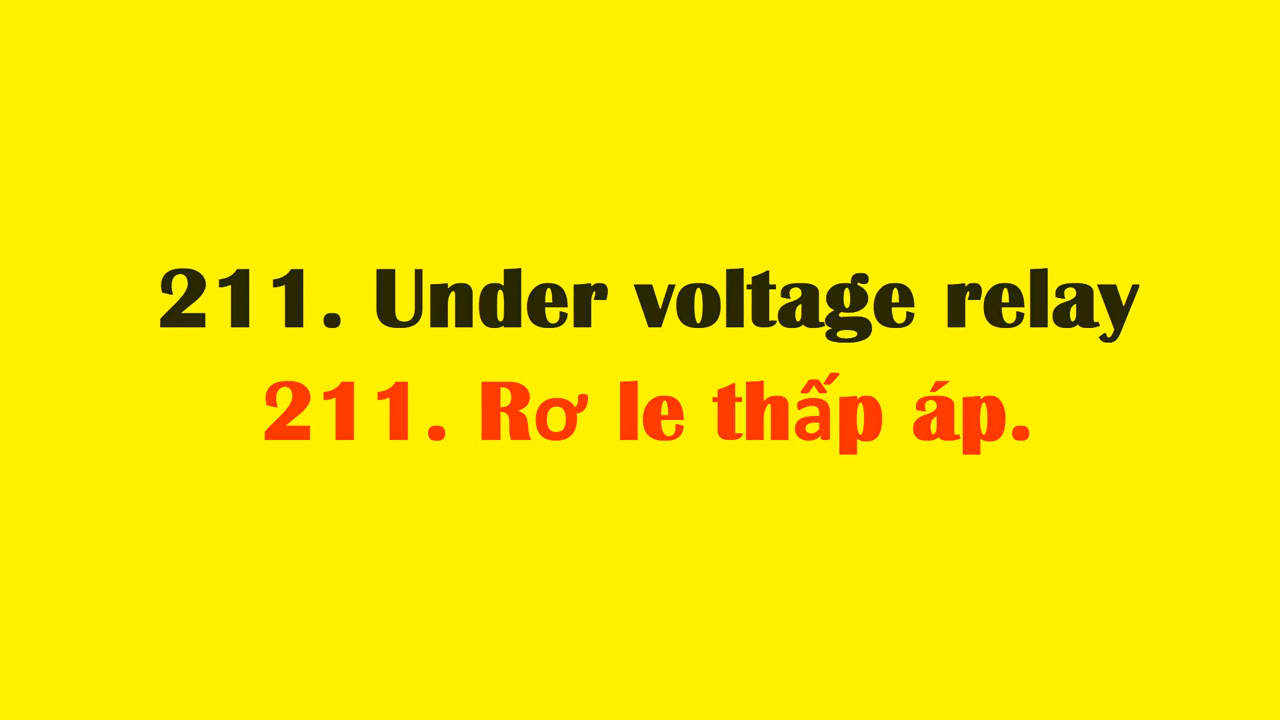 211. Under voltage relay
211. Rơ le thấp áp.